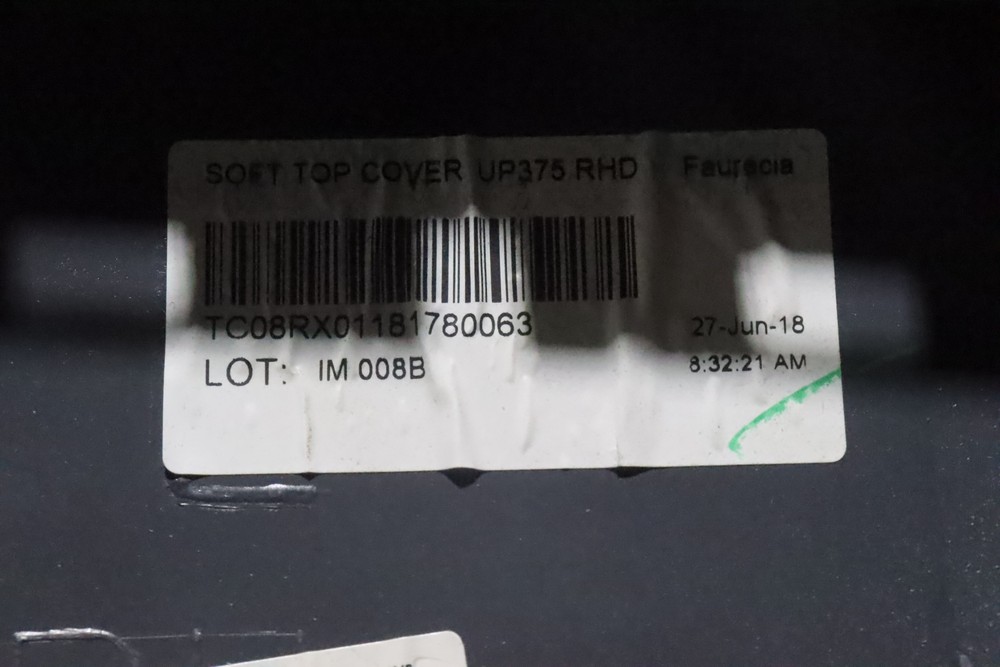 SOFT TOP COVER UP375 RHD Faurecia
TC08RX01181780063
27-Jun-18
LOT: IM 008B
8:32:21 AM